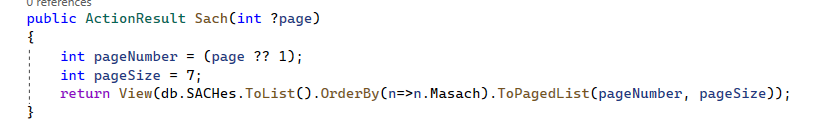 0 references
public ActionResult Sach(int ?page)
{
int pageNumber = (page ?? 1);
int pageSize = 7;
return View(db.SACHes.ToList().OrderBy(n=>n.Masach).ToPagedList(pageNumber, pageSize));
}